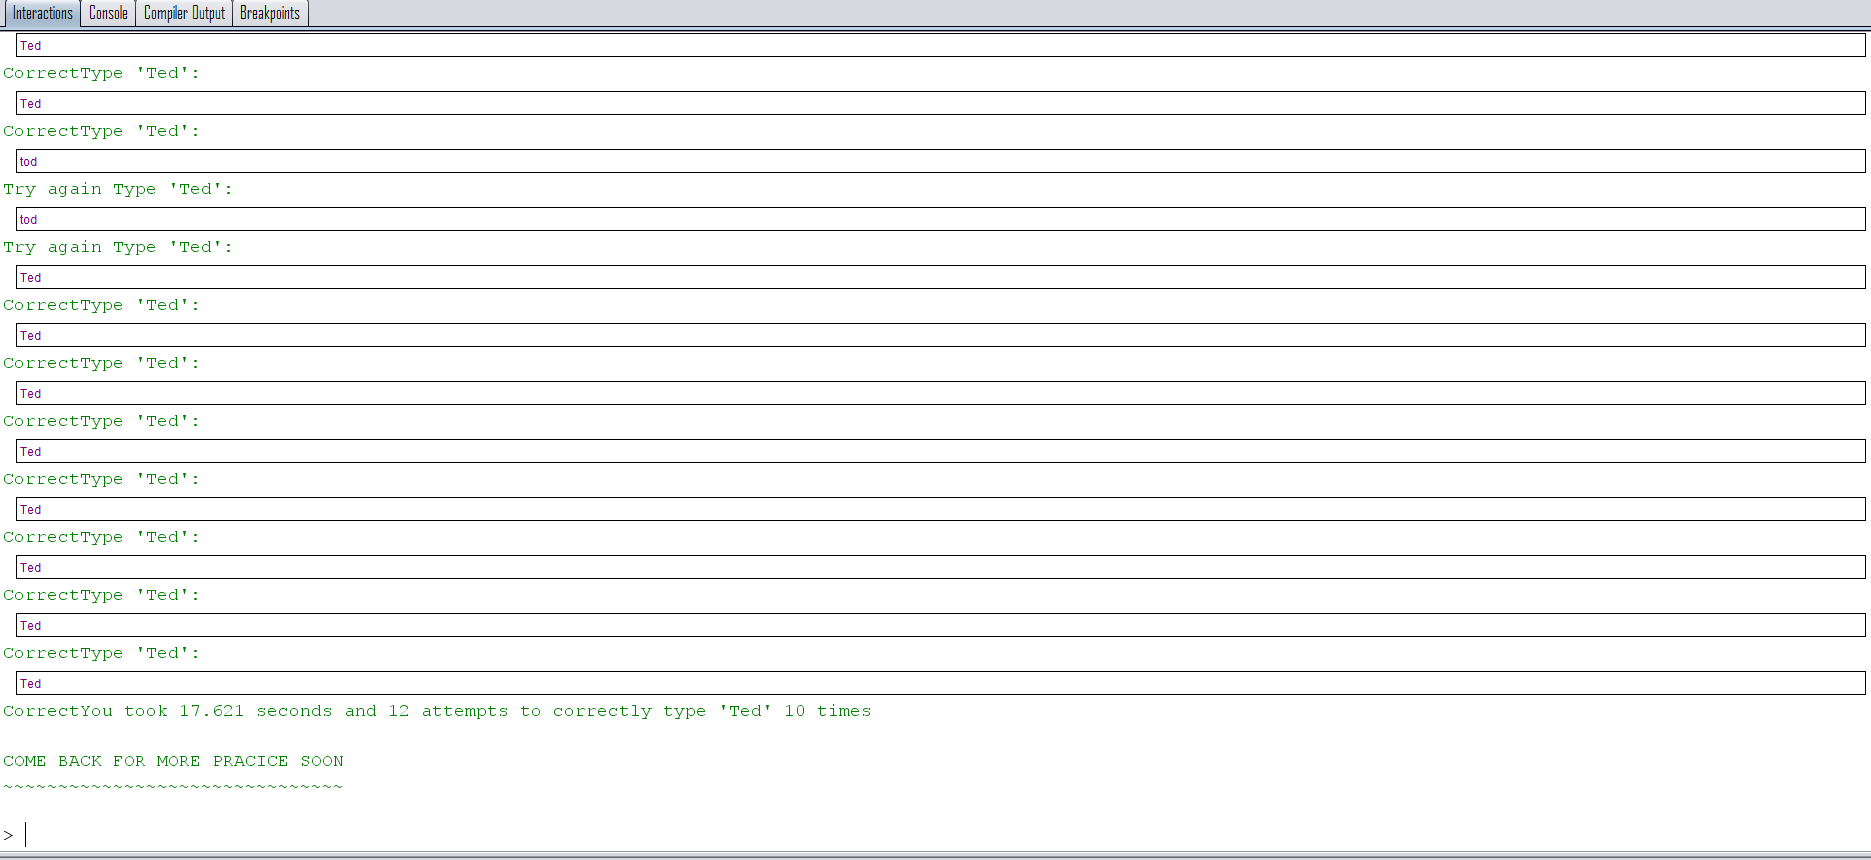 Interactions Console Compiler Output Breakpoints
Ted
CorrectType 'Ted':
Ted
CorrectType 'Ted':
tod
Try again Type 'Ted':
tod
Try again Type 'Ted':
Ted
CorrectType 'Ted':
Ted
CorrectType 'Ted':
Ted
CorrectType 'Ted':
Ted
CorrectType 'Ted':
Ted
CorrectType 'Ted':
Ted
CorrectType 'Ted':
Ted
CorrectType 'Ted':
Ted
CorrectYou took 17.621 seconds and 12 attempts to correctly type 'Ted' 10 times
COME BACK FOR MORE PRACICE SOON
~~~~~~~~~~~~~~~~~~~~~~~~~~~~~~~
>